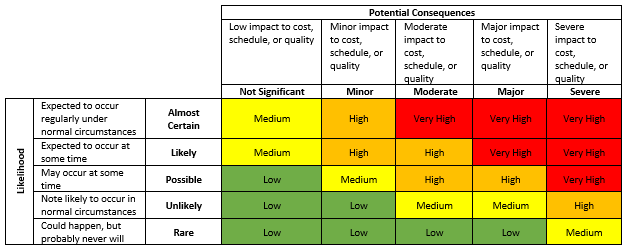 Potential Consequences
Low impact to cost,
schedule, or quality
Minor impact
to cost,
schedule, or
quality
Moderate
impact to
cost,
schedule, or
quality
Major impact
to cost,
schedule, or
quality
Severe
impact to
cost,
schedule, or
quality
Not Significant
Minor
Moderate
Major
Severe
Likelihood
Expected to occur
regularly under
normal circumstances
Almost
Certain
Medium
High
Very High
Very High
Very High
Expected to occur at
some time
Likely
Medium
High
High
Very High
Very High
May occur at some
time
Possible
Low
Medium
High
High
Very High
Note likely to occur in
normal circumstances
Unlikely
Low
Low
Medium
Medium
High
Could happen, but
probably never will
Rare
Low
Low
Low
Low
Medium